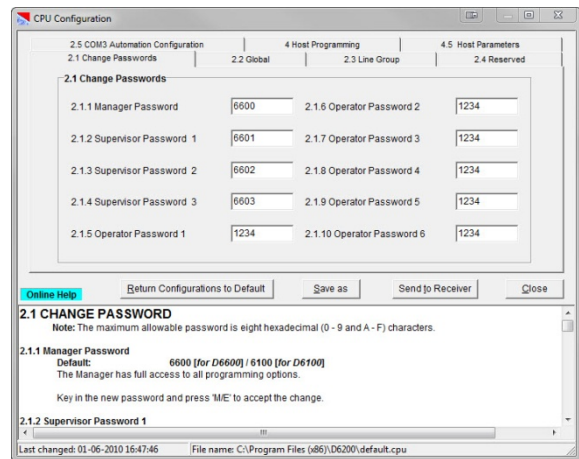 CPU Configuration
2.5 COM3 Automation Configuration 4 Host Programming 4.5 Host Parameters
2.1 Change Passwords 2.2 Global 2.3 Line Group 2.4 Reserved
2.1 Change Passwords
2.1.1 Manager Password 6600 2.1.6 Operator Password 2 1234
2.1.2 Supervisor Password 1 6601 2.1.7 Operator Password 3 1234
2.1.3 Supervisor Password 2 6602 2.1.8 Operator Password 4 1234
2.1.4 Supervisor Password 3 6603 2.1.9 Operator Password 5 1234
2.1.5 Operator Password 1 1234 2.1.10 Operator Password 6 1234
Online Help Return Configurations to Default Save as Send to Receiver Close
2.1 CHANGE PASSWORD
Note: The maximum allowable password is eight hexadecimal (0 - 9 and A - F) characters.
2.1.1 Manager Password
Default: 6600 [for D6600] / 6100 [for D6100]
The Manager has full access to all programming options.
Key in the new password and press 'M/E' to accept the change.
2.1.2 Supervisor Password 1
Last changed: 01-06-2010 16:47:46 File name: C:\Program Files (x86)\D6200\default.cpu